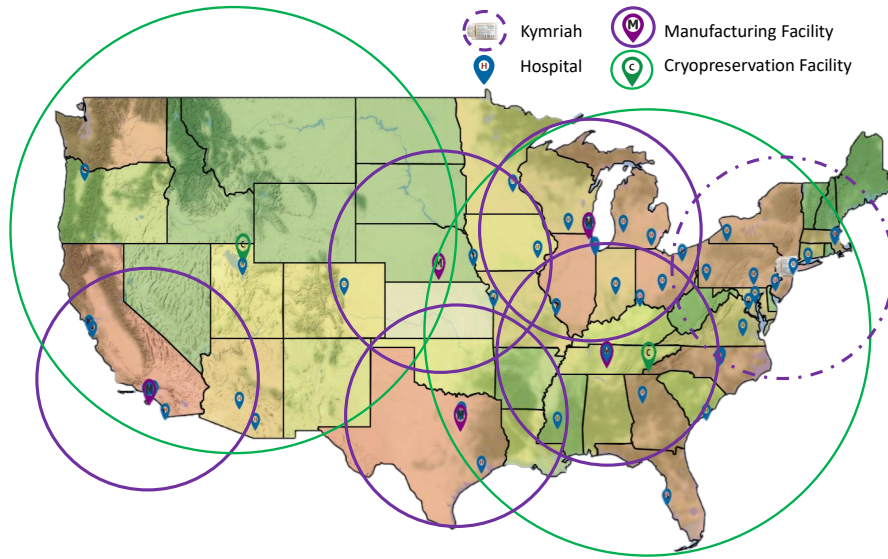 Kymriah
M Manufacturing Facility
H Hospital
C Cryopreservation Facility
M
C
M
M
C
M